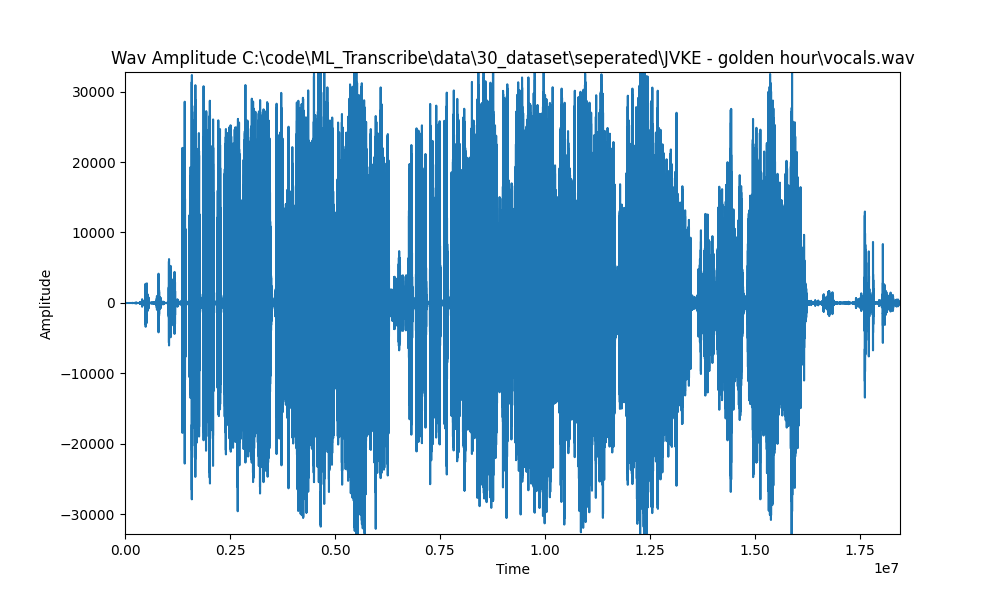 Wav Amplitude C:\code\ML_Transcribe\data\30_dataset\seperated\JVKE - golden hour\vocals.wav
30000
20000
10000
0
−10000
−20000
−30000
Amplitude
0.00 0.25 0.50 0.75 1.00 1.25 1.50 1.75
1e7
Time